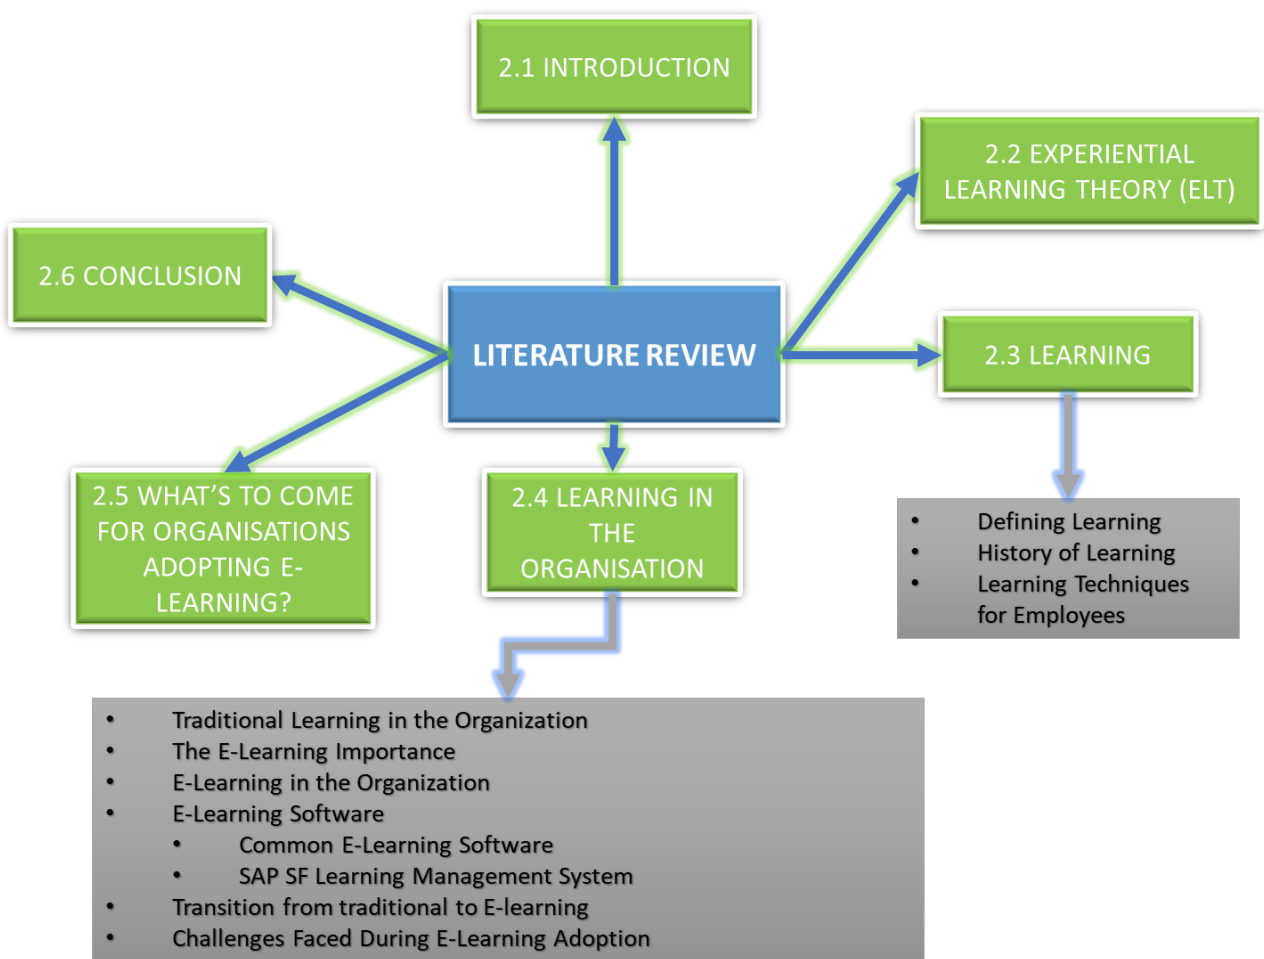 2.1 INTRODUCTION
2.2 EXPERIENTIAL
LEARNING THEORY (ELT)
2.6 CONCLUSION
LITERATURE REVIEW
2.3 LEARNING
2.5 WHAT'S TO COME
FOR ORGANISATIONS
ADOPTING E-
LEARNING?
2.4 LEARNING IN
THE
ORGANISATION
• Defining Learning
• History of Learning
• Learning Techniques
for Employees
• Traditional Learning in the Organization
• The E-Learning Importance
• E-Learning in the Organization
• E-Learning Software
• Common E-Learning Software
• SAP SF Learning Management System
• Transition from traditional to E-learning
• Challenges Faced During E-Learning Adoption